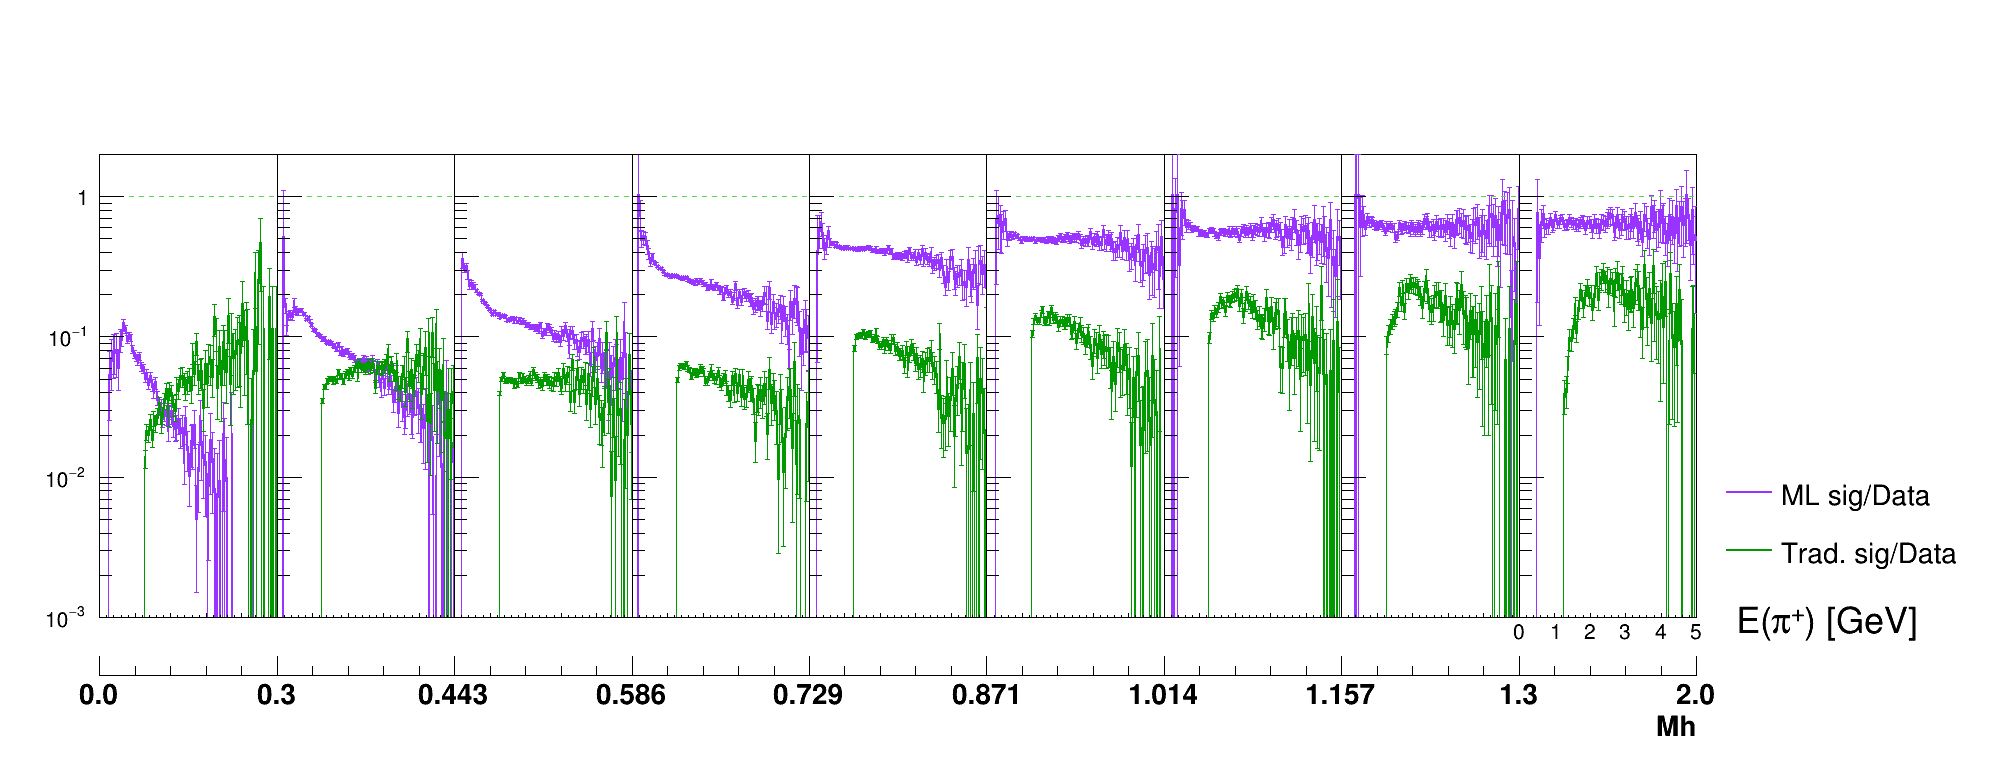 1
10⁻¹
10⁻²
10⁻³
ML sig/Data
Trad. sig/Data
E(π⁺) [GeV]
0 1 2 3 4 5
0.0 0.3 0.443 0.586 0.729 0.871 1.014 1.157 1.3 2.0
Mh